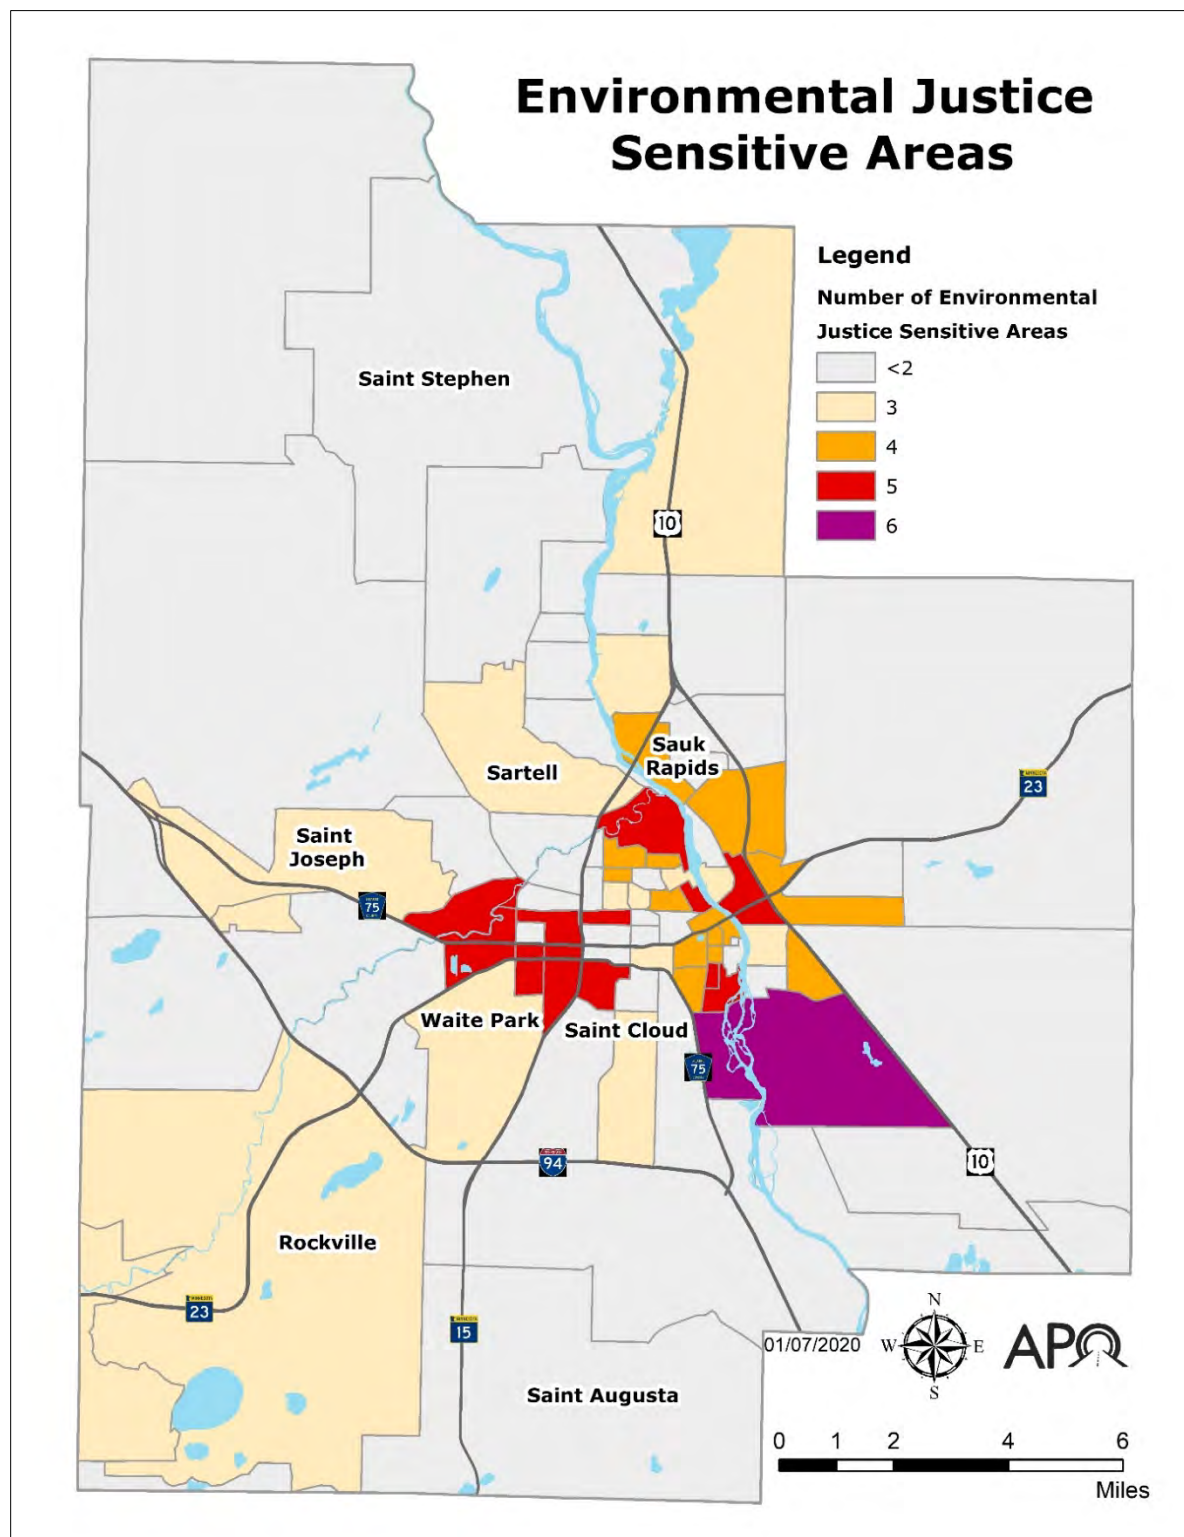 Environmental Justice
Sensitive Areas
Legend
Number of Environmental
Justice Sensitive Areas
<2
3
4
5
6
Saint Stephen
10
Sauk
Rapids
Sartell
23
Saint
Joseph
75
Waite Park
Saint Cloud
75
94
10
Rockville
23
15
Saint Augusta
01/07/2020
N
W
E
S
APO
0 1 2 4 6
Miles